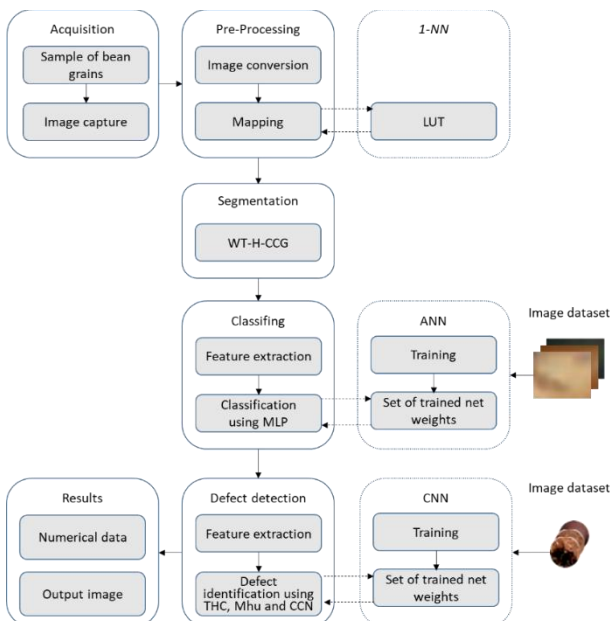 Acquisition
Sample of bean
grains
Image capture
Pre-Processing
Image conversion
Mapping
1-NN
LUT
Segmentation
WT-H-CCG
Classifing
Feature extraction
Classification
using MLP
ANN
Training
Set of trained net
weights
Image dataset
Results
Numerical data
Output image
Defect detection
Feature extraction
Defect
identification using
THC, Mhu and CCN
CNN
Training
Set of trained net
weights
Image dataset